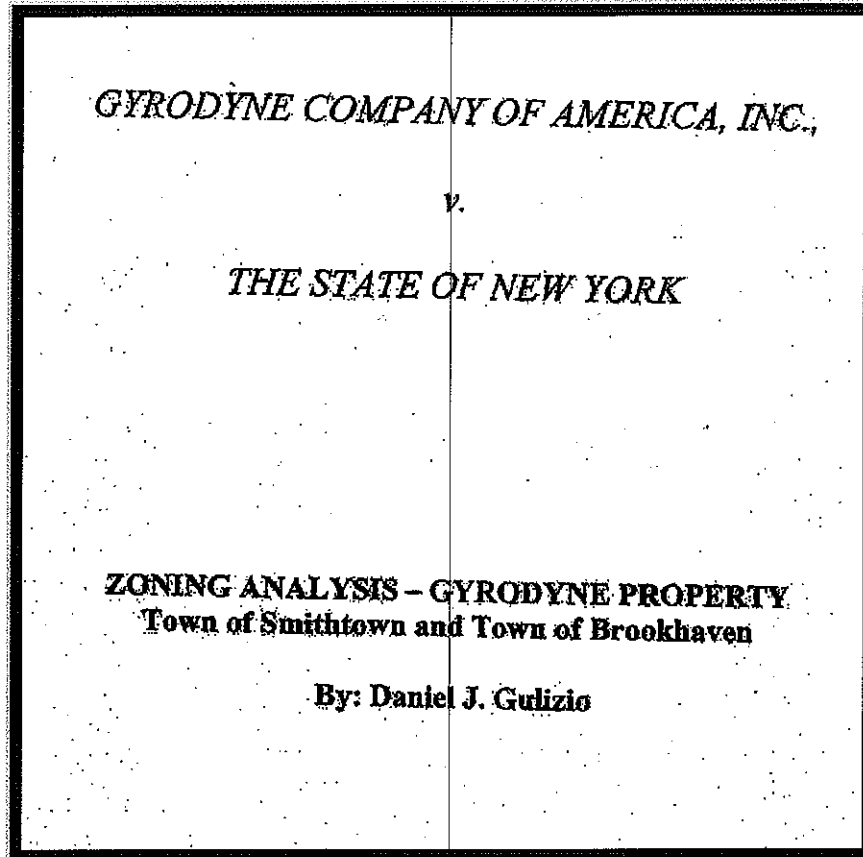 GYRODYNE COMPANY OF AMERICA, INC.,
v.
THE STATE OF NEW YORK
ZONING ANALYSIS – GYRODYNE PROPERTY
Town of Smithtown and Town of Brookhaven
By: Daniel J. Gulizio